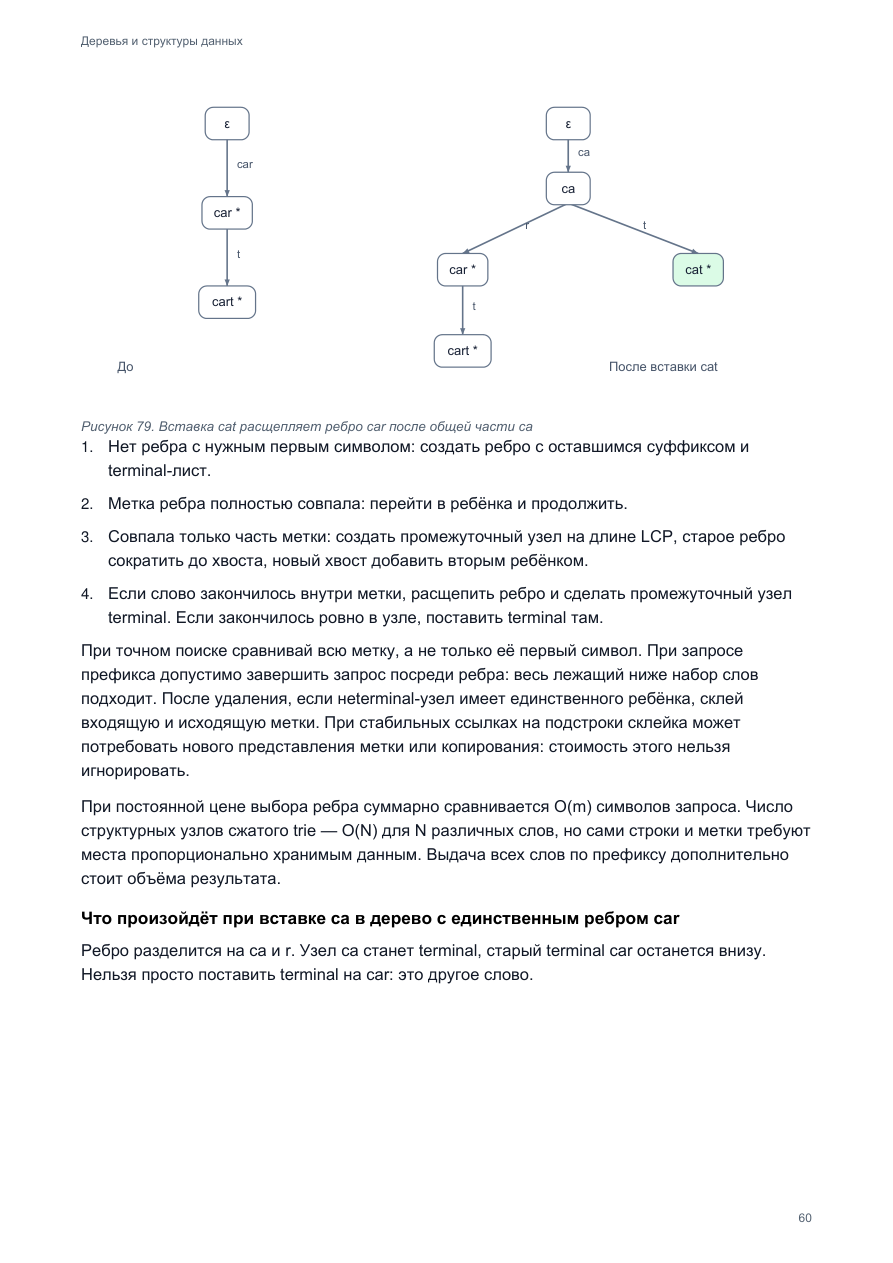 Деревья и структуры данных
ε
ε
car
ca
car *
ca
t
r
t
car *
cat *
cart *
t
cart *
До
После вставки cat
Рисунок 79. Вставка cat расщепляет ребро car после общей части ca
1. Нет ребра с нужным первым символом: создать ребро с оставшимся суффиксом и
terminal-лист.
2. Метка ребра полностью совпала: перейти в ребёнка и продолжить.
3. Совпала только часть метки: создать промежуточный узел на длине LCP, старое ребро
сократить до хвоста, новый хвост добавить вторым ребёнком.
4. Если слово закончилось внутри метки, расщепить ребро и сделать промежуточный узел
terminal. Если закончилось ровно в узле, поставить terminal там.
При точном поиске сравнивай всю метку, а не только её первый символ. При запросе
префикса допустимо завершить запрос посреди ребра: весь лежащий ниже набор слов
подходит. После удаления, если неterminal-узел имеет единственного ребёнка, склей
входящую и исходящую метки. При стабильных ссылках на подстроки склейка может
потребовать нового представления метки или копирования: стоимость этого нельзя
игнорировать.
При постоянной цене выбора ребра суммарно сравнивается O(m) символов запроса. Число
структурных узлов сжатого trie — O(N) для N различных слов, но сами строки и метки требуют
места пропорционально хранимым данным. Выдача всех слов по префиксу дополнительно
стоит объёма результата.
Что произойдёт при вставке ca в дерево с единственным ребром car
Ребро разделится на ca и r. Узел ca станет terminal, старый terminal car останется внизу.
Нельзя просто поставить terminal на car: это другое слово.
60